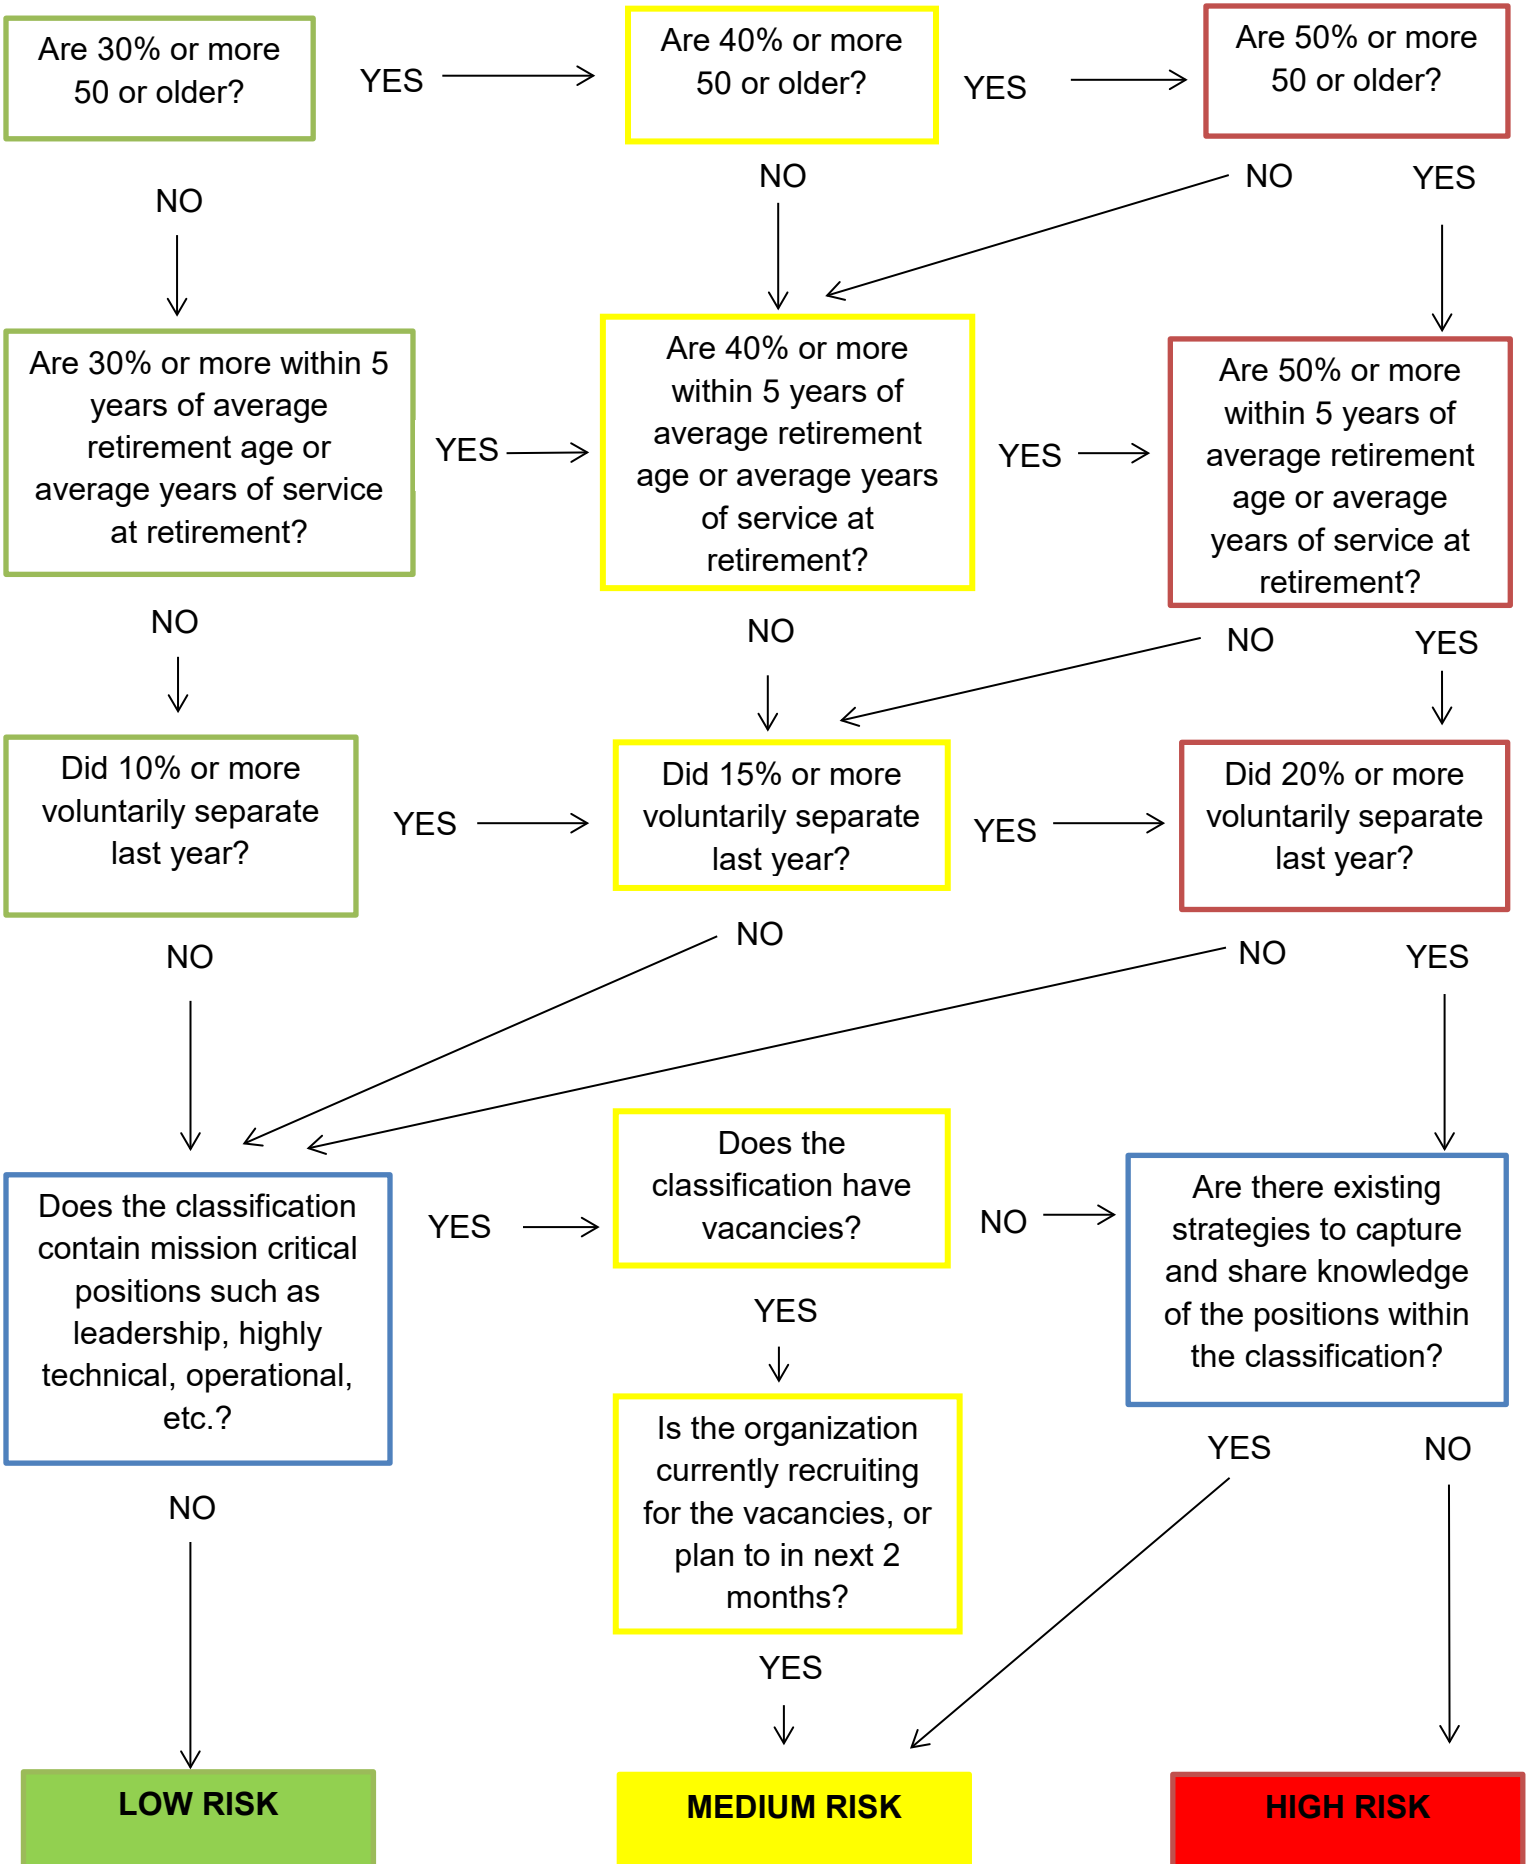 Are 30% or more
50 or older?
YES
Are 40% or more
50 or older?
YES
Are 50% or more
50 or older?
NO
NO
NO
YES
Are 30% or more within 5
years of average
retirement age or
average years of service
at retirement?
YES
Are 40% or more
within 5 years of
average retirement
age or average years
of service at
retirement?
YES
Are 50% or more
within 5 years of
average retirement
age or average
years of service at
retirement?
NO
NO
NO
YES
Did 10% or more
voluntarily separate
last year?
YES
Did 15% or more
voluntarily separate
last year?
YES
Did 20% or more
voluntarily separate
last year?
NO
NO
NO
YES
Does the classification
contain mission critical
positions such as
leadership, highly
technical, operational,
etc.?
YES
Does the
classification have
vacancies?
NO
Are there existing
strategies to capture
and share knowledge
of the positions within
the classification?
YES
Is the organization
currently recruiting
for the vacancies, or
plan to in next 2
months?
YES
NO
NO
YES
LOW RISK
MEDIUM RISK
HIGH RISK